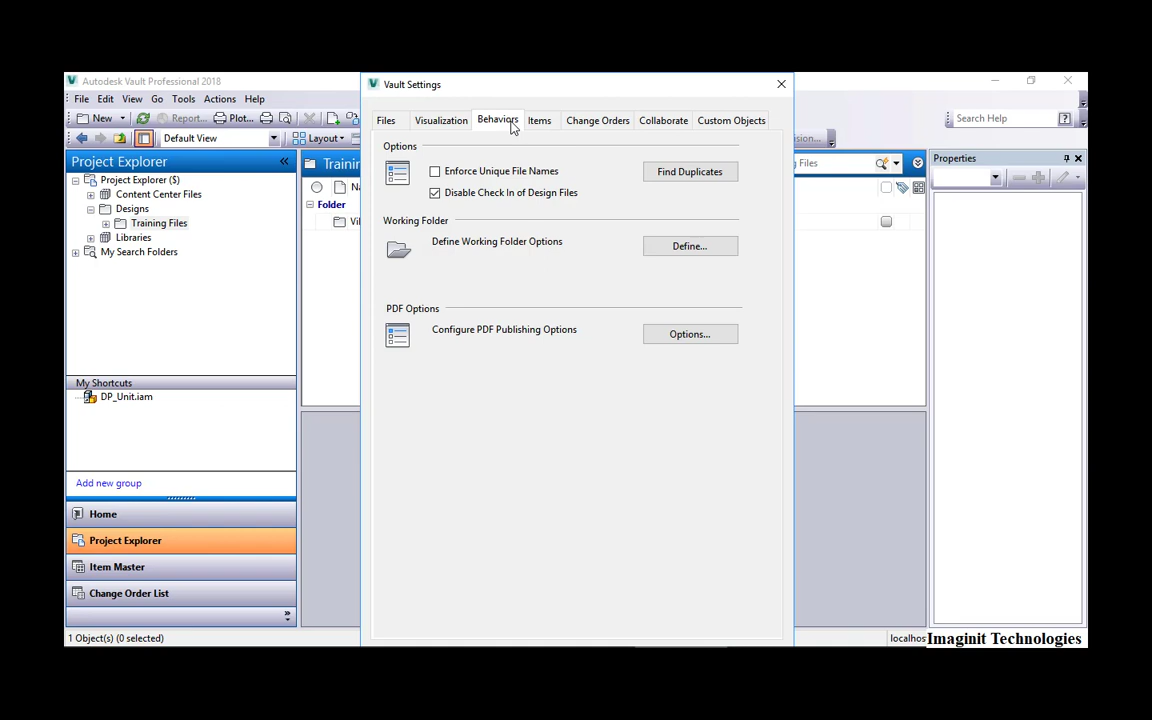 Autodesk Vault Professional 2018
Vault Settings
File Edit View Go Tools Actions Help
New Report... Plot...
Search Help
Default View
Layout
Files Visualization Behaviors Items Change Orders Collaborate Custom Objects
Project Explorer
Project Explorer ($)
Content Center Files
Designs
Training Files
Libraries
My Search Folders
My Shortcuts
DP_Unit.iam
Add new group
Home
Project Explorer
Item Master
Change Order List
1 Object(s) (0 selected)
Folder
Options
Enforce Unique File Names
Find Duplicates
Disable Check In of Design Files
Working Folder
Define Working Folder Options
Define...
PDF Options
Configure PDF Publishing Options
Options...
Files
Properties
Imaginit Technologies